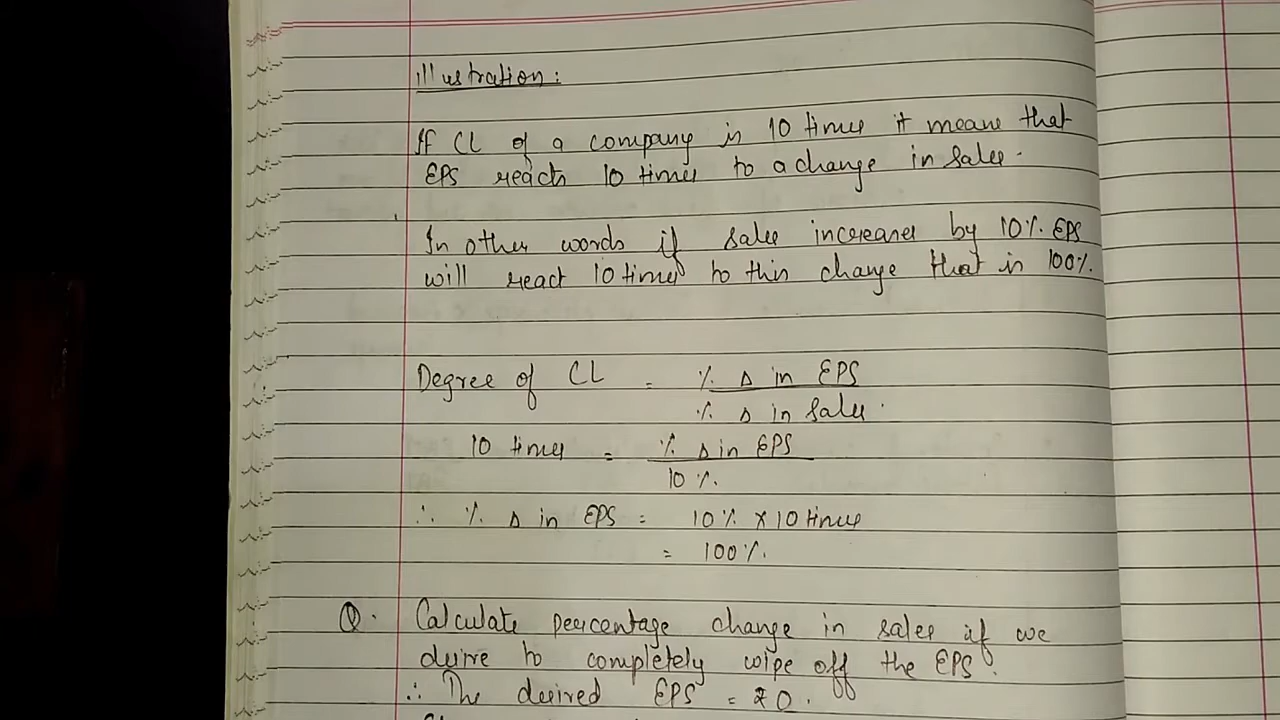 illustration:
If CL of a company is 10 times it means that
EPS reacts 10 times to a change in Sales.
In other words if sales increases by 10%. EPS
will react 10 times to this change that is 100%.
Degree of CL = % Δ in EPS
% Δ in Sales.
10 times = % Δ in EPS
10 %.
∴ % Δ in EPS = 10% × 10 times
= 100%.
Q. Calculate percentage change in sales if we
desire to completely wipe off the EPS.
∴ The desired EPS = ₹ 0.